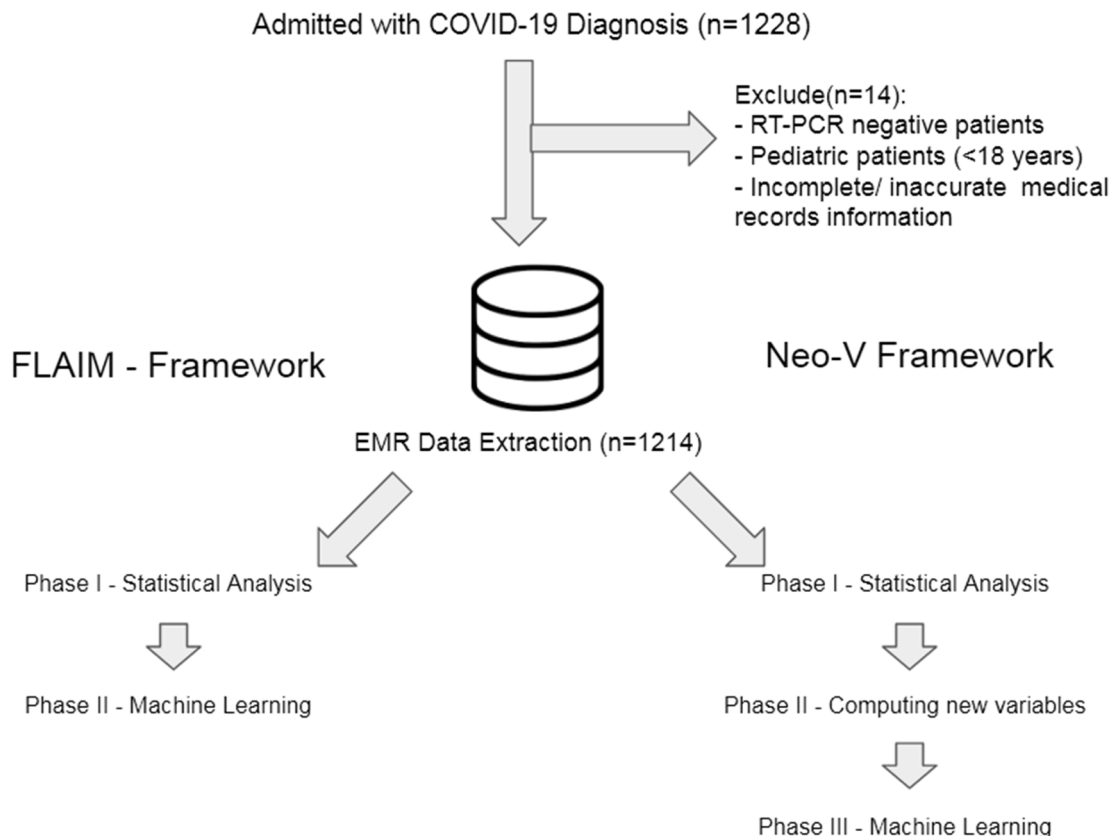 Admitted with COVID-19 Diagnosis (n=1228)
Exclude(n=14):
- RT-PCR negative patients
- Pediatric patients (<18 years)
- Incomplete/ inaccurate  medical
records information
FLAIM - Framework
Neo-V Framework
EMR Data Extraction (n=1214)
Phase I - Statistical Analysis
Phase I - Statistical Analysis
Phase II - Machine Learning
Phase II - Computing new variables
Phase III - Machine Learning